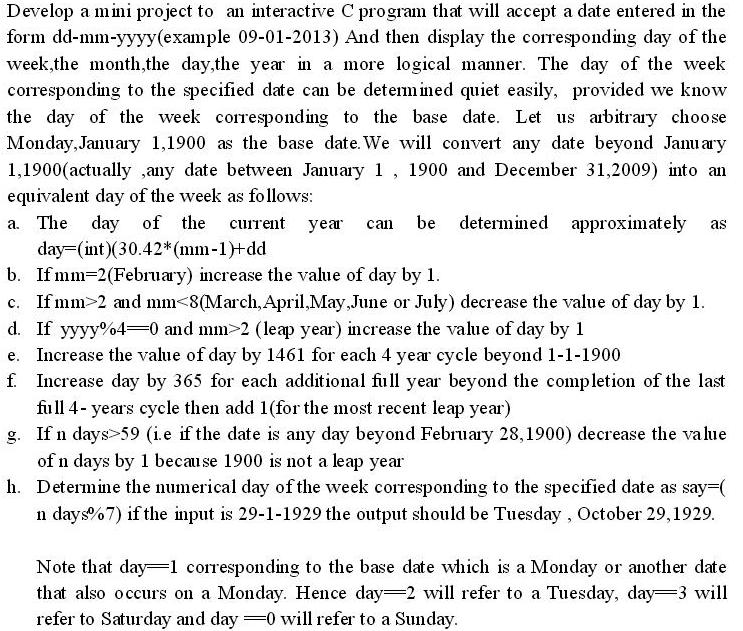 Develop a mini project to an interactive C program that will accept a date entered in the
form dd-mm-yyyy(example 09-01-2013) And then display the corresponding day of the
week,the month,the day,the year in a more logical manner. The day of the week
corresponding to the specified date can be determined quiet easily, provided we know
the day of the week corresponding to the base date. Let us arbitrary choose
Monday,January 1,1900 as the base date.We will convert any date beyond January
1,1900(actually ,any date between January 1 , 1900 and December 31,2009) into an
equivalent day of the week as follows:
a. The day of the current year can be determined approximately as
day=(int)(30.42*(mm-1)+dd
b. If mm=2(February) increase the value of day by 1.
c. If mm>2 and mm<8(March,April,May,June or July) decrease the value of day by 1.
d. If yyyy%4==0 and mm>2 (leap year) increase the value of day by 1
e. Increase the value of day by 1461 for each 4 year cycle beyond 1-1-1900
f. Increase day by 365 for each additional full year beyond the completion of the last
full 4- years cycle then add 1(for the most recent leap year)
g. If n days>59 (i.e if the date is any day beyond February 28,1900) decrease the value
of n days by 1 because 1900 is not a leap year
h. Determine the numerical day of the week corresponding to the specified date as say=(
n days%7) if the input is 29-1-1929 the output should be Tuesday , October 29,1929.
Note that day==1 corresponding to the base date which is a Monday or another date
that also occurs on a Monday. Hence day==2 will refer to a Tuesday, day==3 will
refer to Saturday and day ==0 will refer to a Sunday.